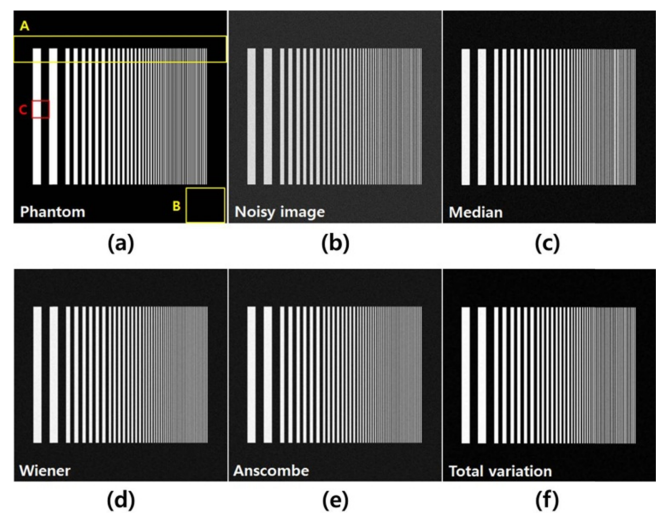 A
C
B
Phantom
Noisy image
Median
(a)
(b)
(c)
Wiener
Anscombe
Total variation
(d)
(e)
(f)